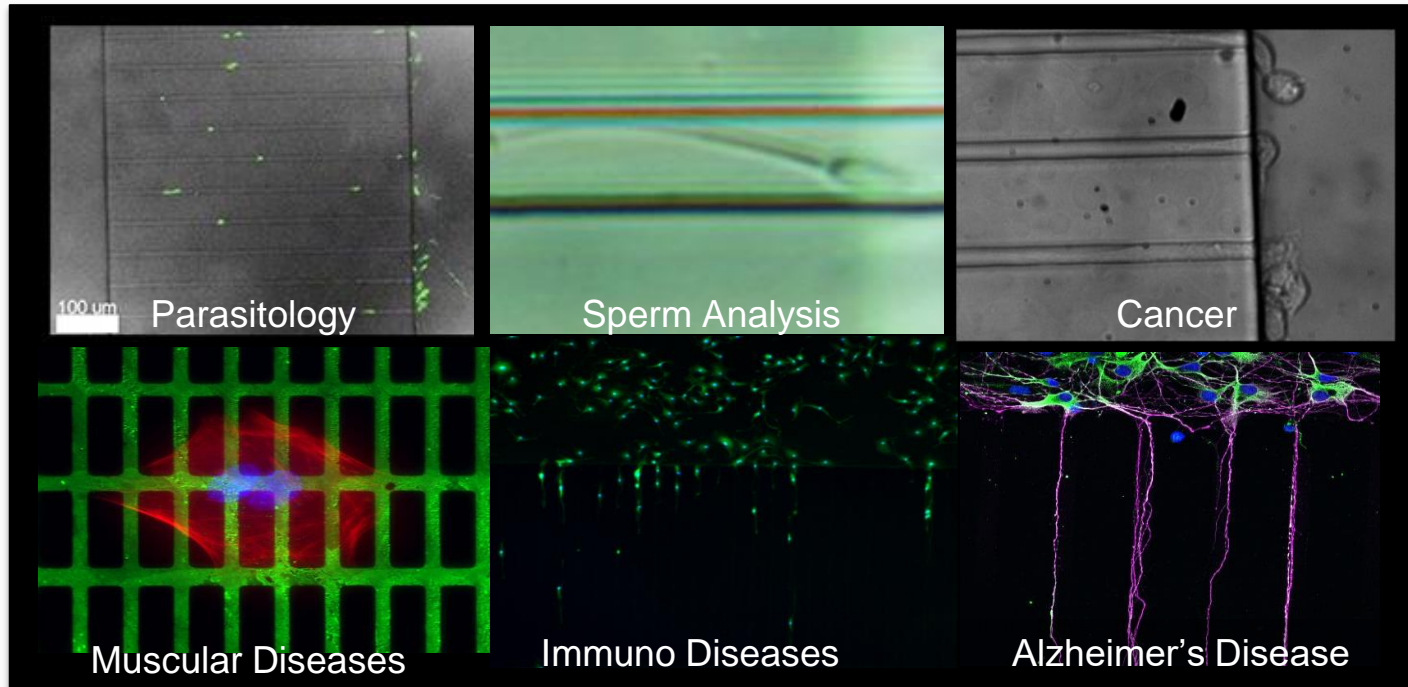 100 um
Parasitology
Sperm Analysis
Cancer
Muscular Diseases
Immuno Diseases
Alzheimer’s Disease